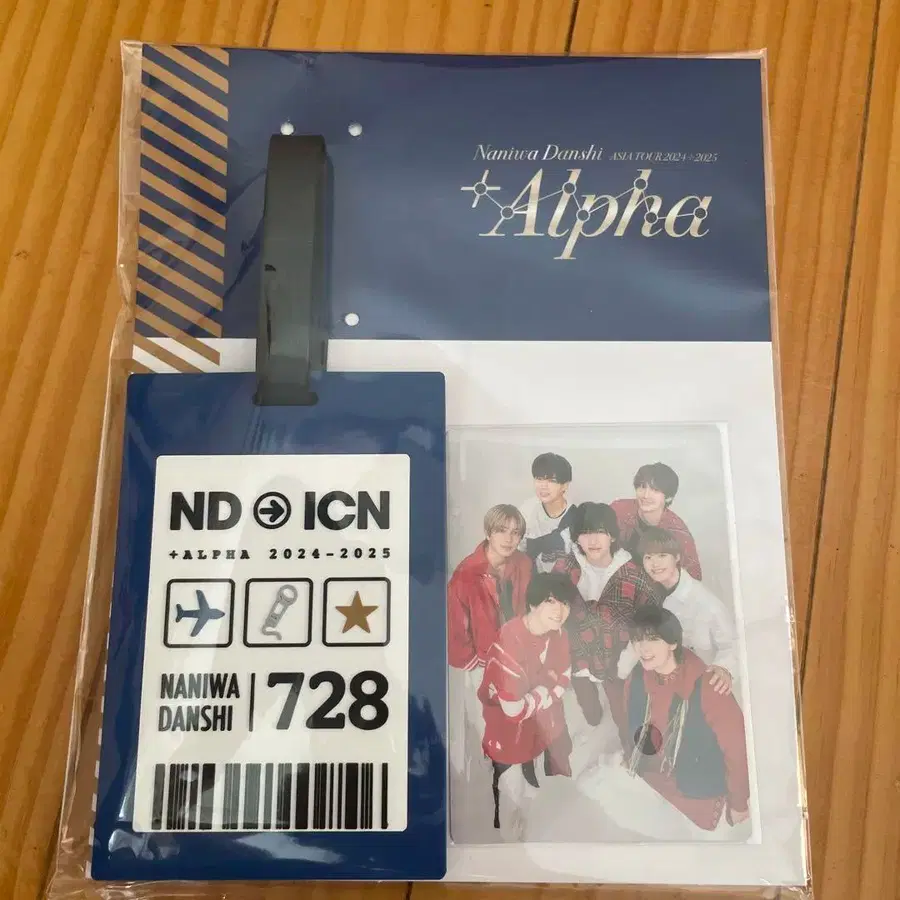 Naniwa Danshi ASIA TOUR 2024+2025
+Alpha
ND ICN
+ALPHA 2024-2025
NANIWA
DANSHI
728